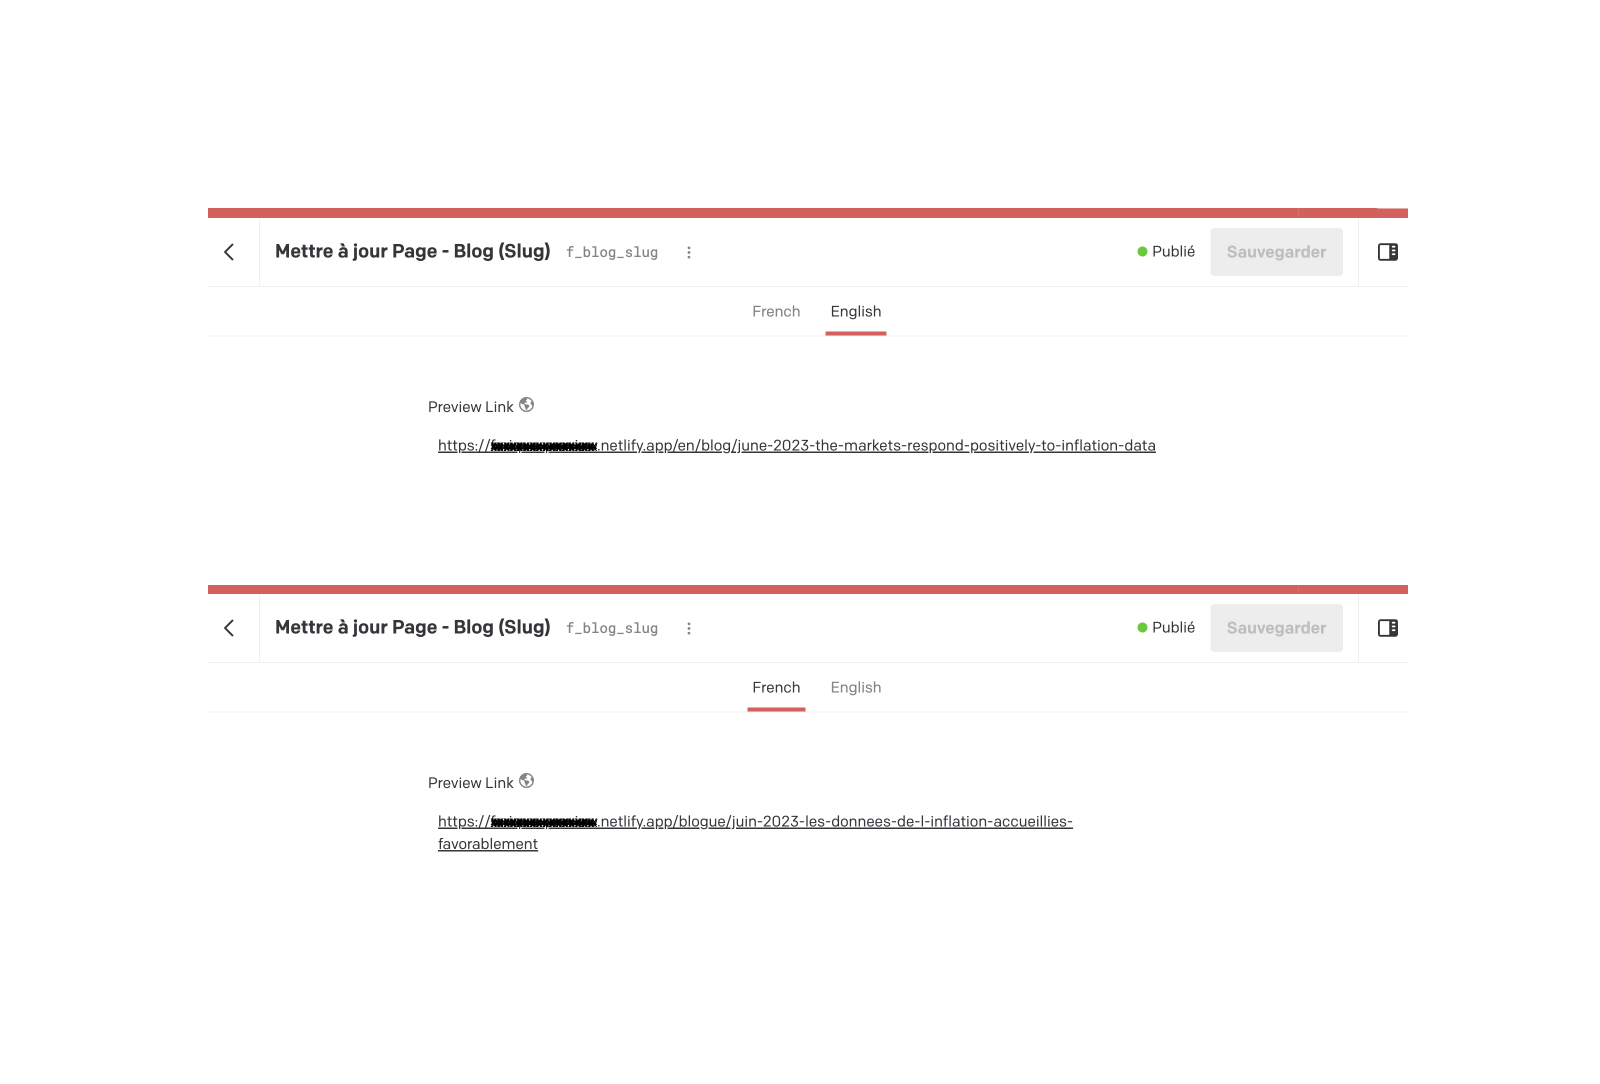 Mettre à jour Page - Blog (Slug) f_blog_slug Publié Sauvegarder
French English
Preview Link
https://.netlify.app/en/blog/june-2023-the-markets-respond-positively-to-inflation-data
Mettre à jour Page - Blog (Slug) f_blog_slug Publié Sauvegarder
French English
Preview Link
https://.netlify.app/blogue/juin-2023-les-donnees-de-l-inflation-accueillies-
favorablement